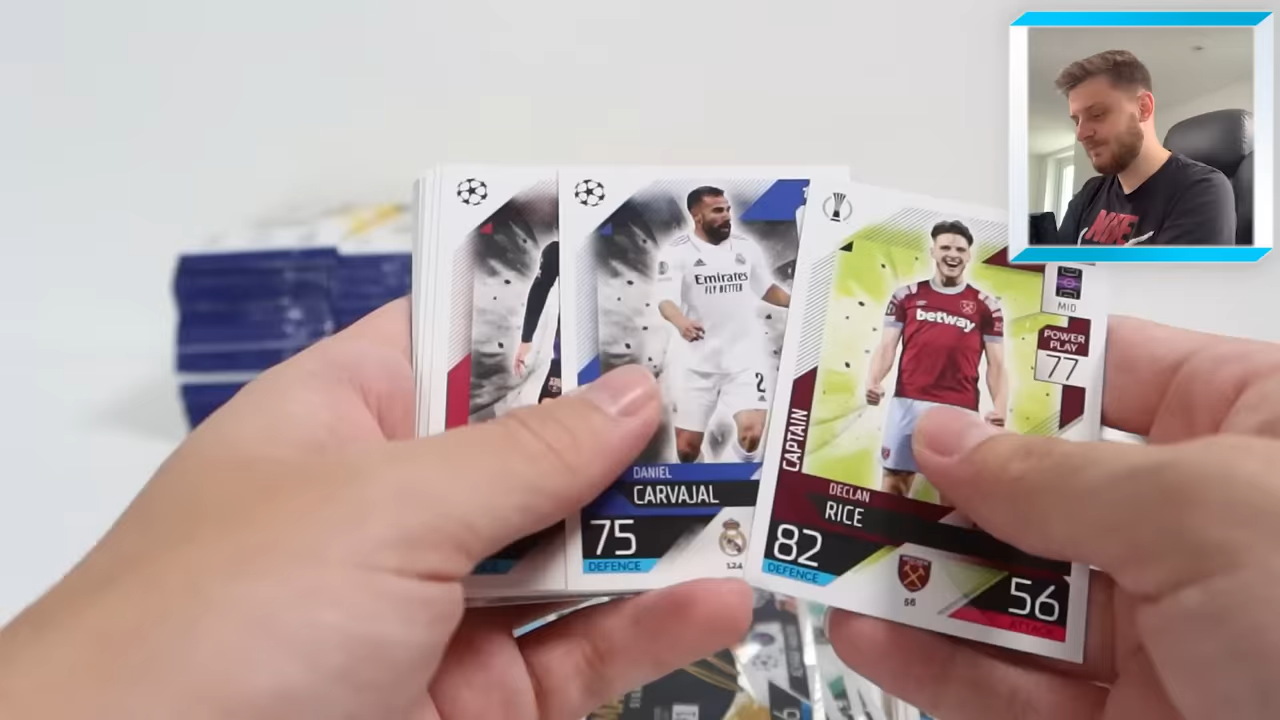 Emirates
FLY BETTER
2
DANIEL
CARVAJAL
75
DEFENCE
124
betway
MID
POWER
PLAY
77
CAPTAIN
DECLAN
RICE
82
DEFENCE
56
56
ATTACK